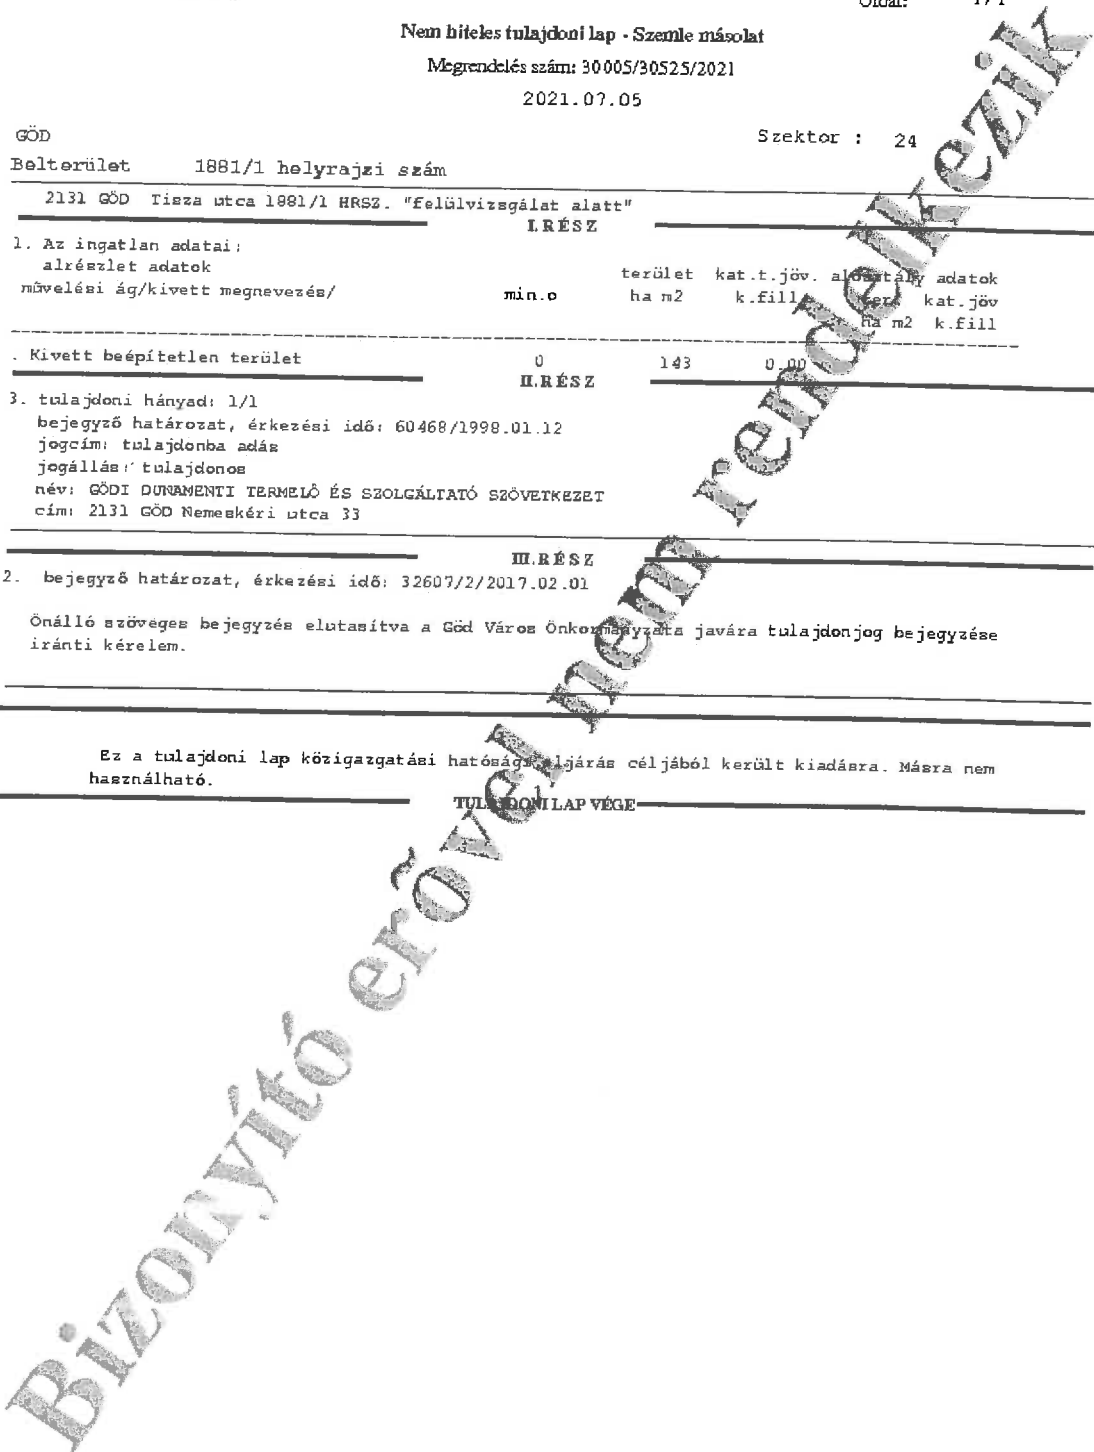 Oldal: 1 / 1
Nem hiteles tulajdoni lap - Szemle másolat
Megrendelés szám: 30005/30525/2021
2021.07.05
GÖD
Szektor : 24
Belterület 1881/1 helyrajzi szám
2131 GÖD Tisza utca 1881/1 HRSZ. "felülvizsgálat alatt"
I.RÉSZ
1. Az ingatlan adatai:
alrészlet adatok
terület kat.t.jöv. alosztály adatok
művelési ág/kivett megnevezés/ min.o ha m2 k.fill ter. kat.jöv
ha m2 k.fill
. Kivett beépítetlen terület 0 143 0.00
II.RÉSZ
3. tulajdoni hányad: 1/1
bejegyző határozat, érkezési idő: 60468/1998.01.12
jogcím: tulajdonba adás
jogállás: tulajdonos
név: GÖDI DUNAMENTI TERMELŐ ÉS SZOLGÁLTATÓ SZÖVETKEZET
cím: 2131 GÖD Nemeskéri utca 33
III.RÉSZ
2. bejegyző határozat, érkezési idő: 32607/2/2017.02.01
Önálló szöveges bejegyzés elutasítva a Göd Város Önkormányzata javára tulajdonjog bejegyzése
iránti kérelem.
Ez a tulajdoni lap közigazgatási hatósági eljárás céljából került kiadásra. Másra nem
használható.
TULAJDONI LAP VÉGE
Bizonyító erővel nem rendelkezik